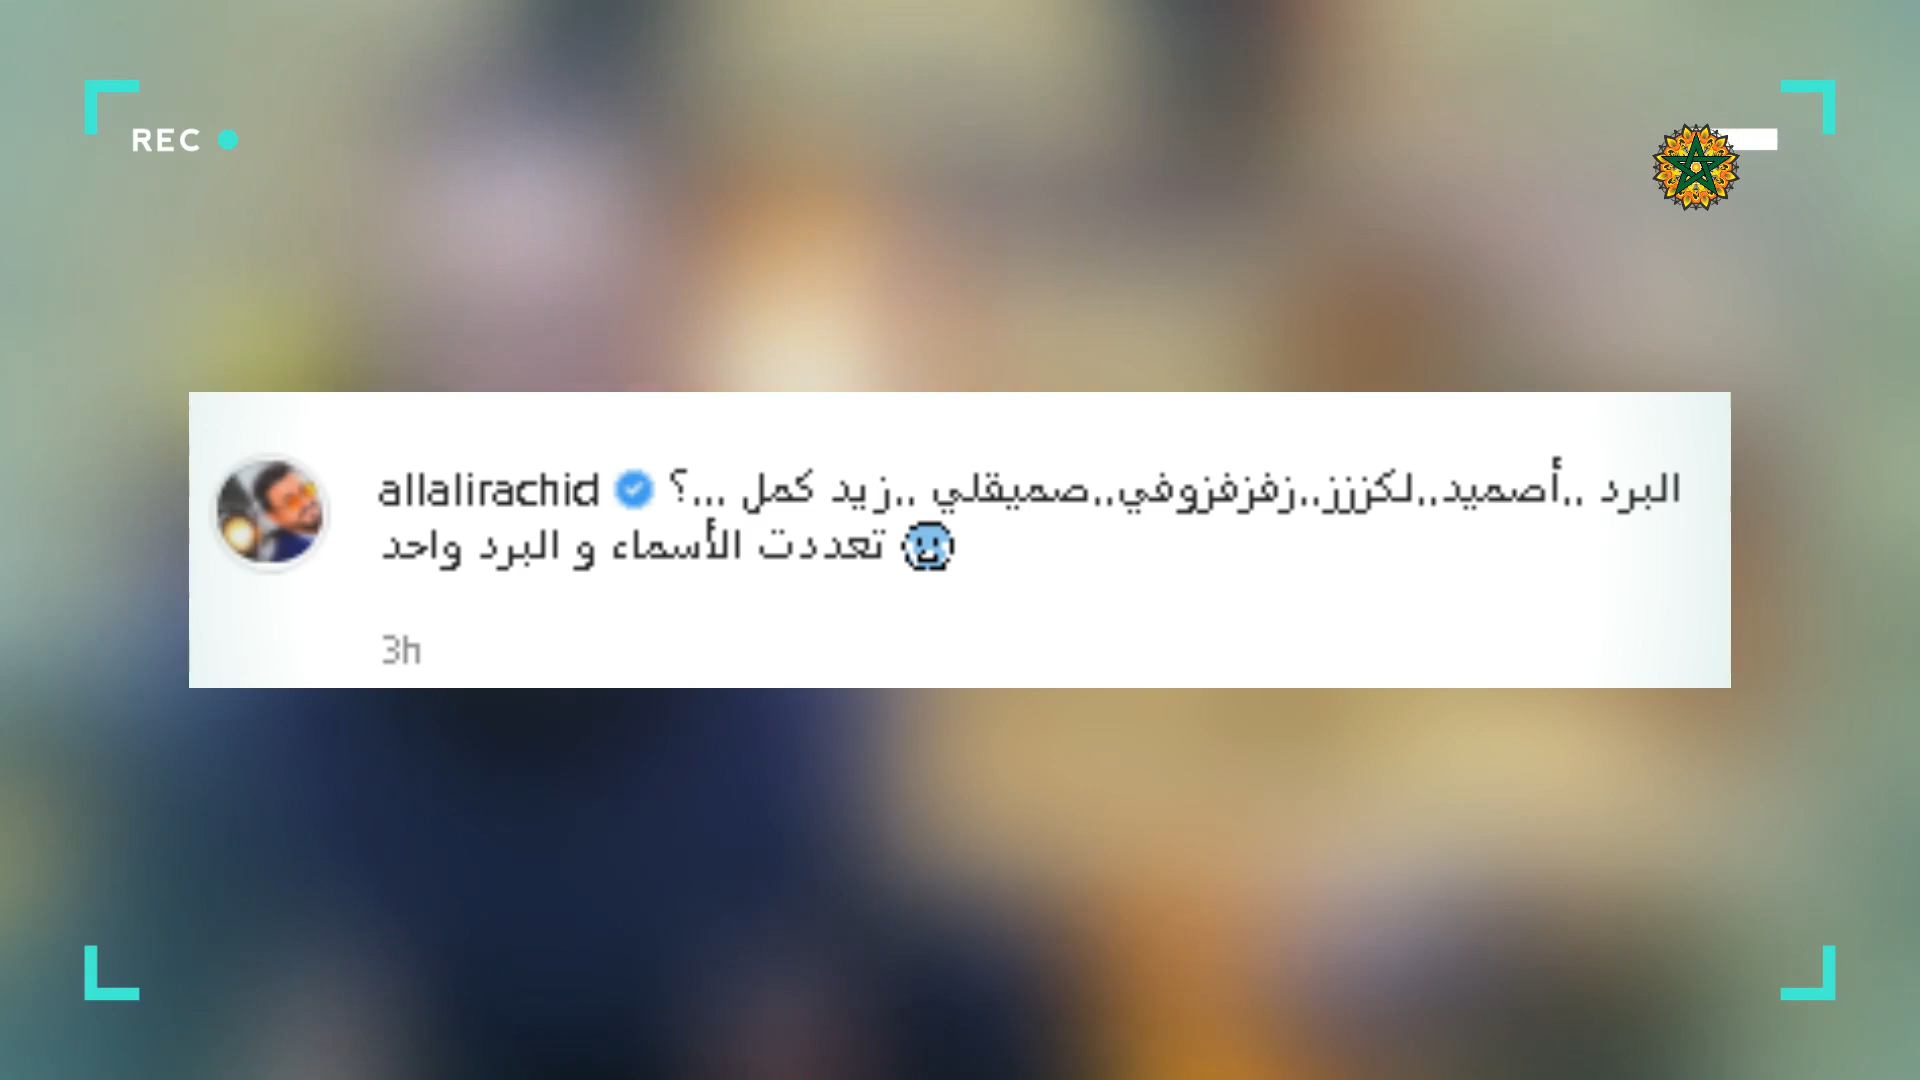 REC
allalirachid البرد ..أصميد..لكززز..زفزفزوفي..صميقلي ..زيد كمل ...؟
تعددت الأسماء و البرد واحد 🥶
3h